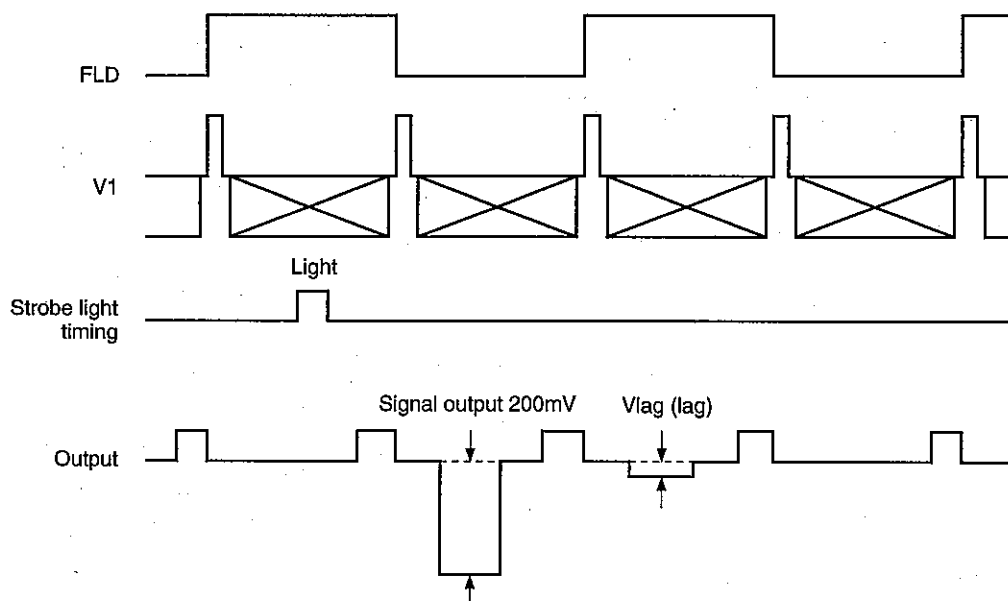 FLD
V1
Light
Strobe light
timing
Signal output 200mV
Vlag (lag)
Output